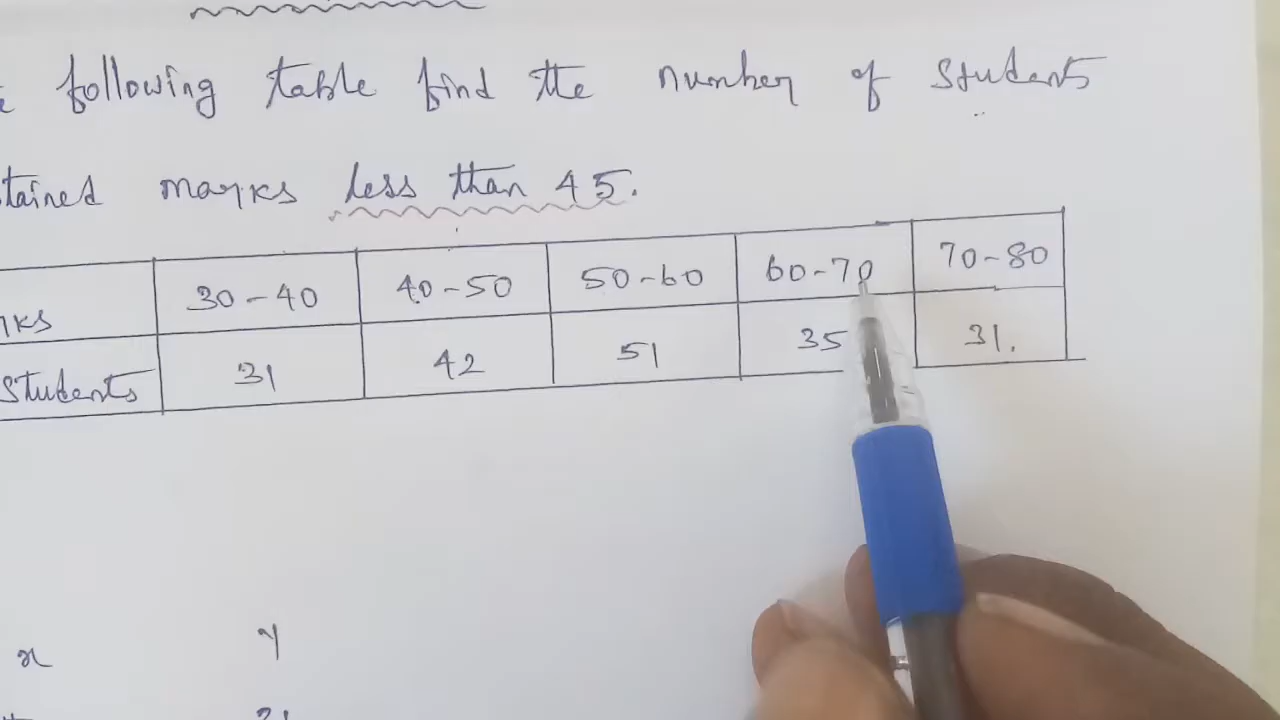 following table find the number of students
tained marks less than 45.
rks 30-40 40-50 50-60 60-70 70-80
Students 31 42 51 35 31.
x y